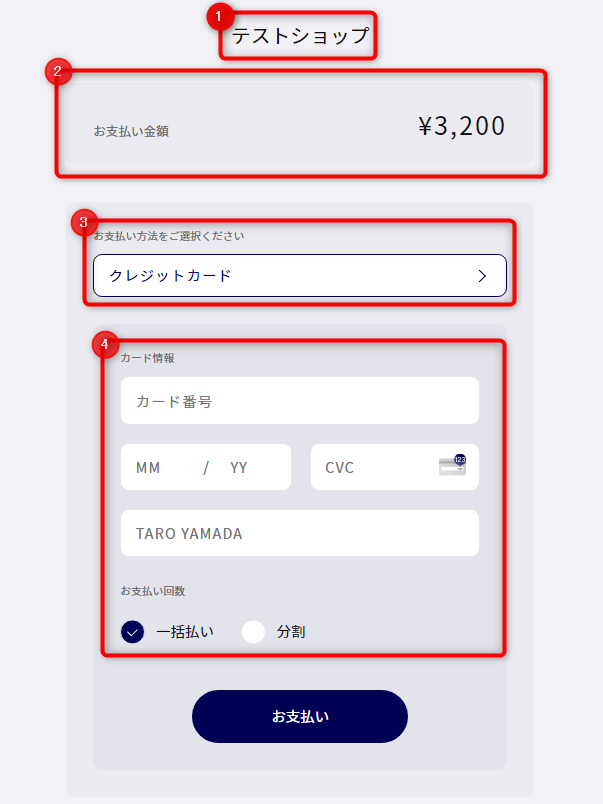 1
テストショップ
2
お支払い金額
¥3,200
3
お支払い方法をご選択ください
クレジットカード
4
カード情報
カード番号
MM / YY
CVC
123
TARO YAMADA
お支払い回数
一括払い
分割
お支払い